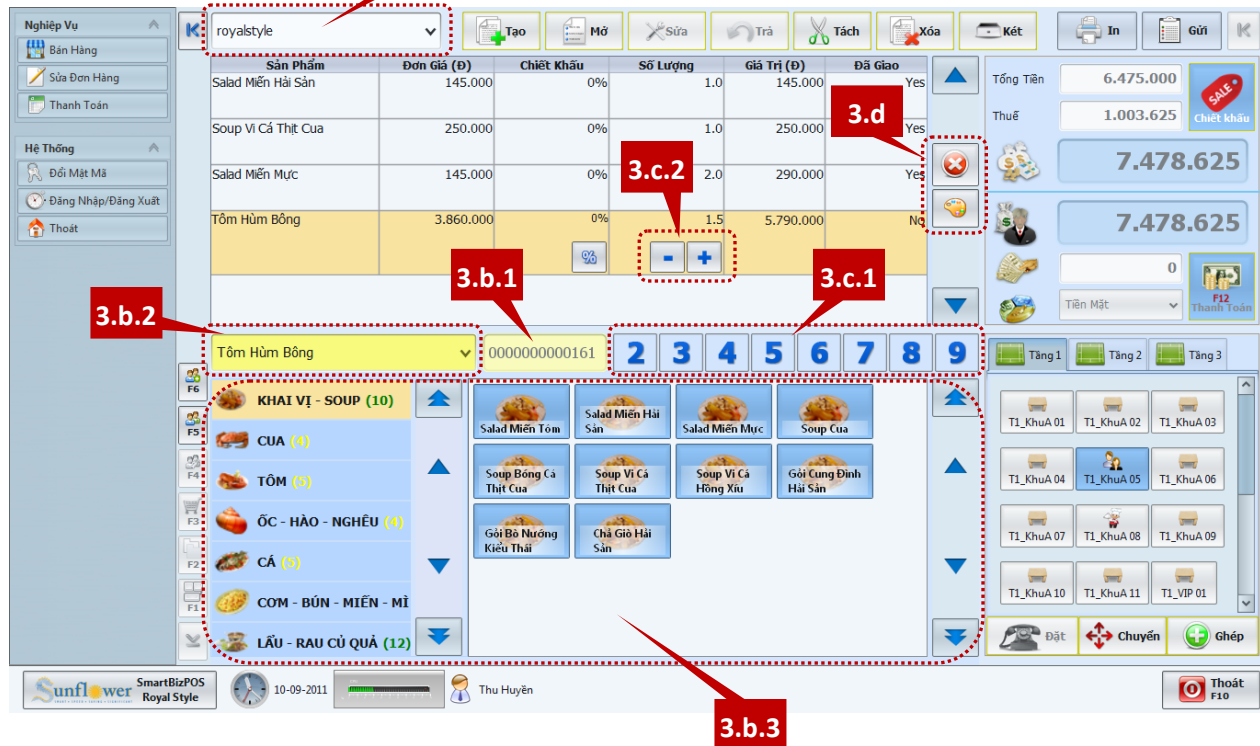 Nghiệp Vụ
Bán Hàng
Sửa Đơn Hàng
Thanh Toán
Hệ Thống
Đổi Mật Mã
Đăng Nhập/Đăng Xuất
Thoát
royalstyle
Tạo
Mở
Sửa
Trả
Tách
Xóa
Két
In
Gửi
Sản Phẩm Đơn Giá (Đ) Chiết Khấu Số Lượng Giá Trị (Đ) Đã Giao
Salad Miến Hải Sản 145.000 0% 1.0 145.000 Yes
Soup Vi Cá Thịt Cua 250.000 0% 1.0 250.000 Yes
Salad Miến Mực 145.000 0% 2.0 290.000 Yes
Tôm Hùm Bông 3.860.000 0% 1.5 5.790.000 No
%
- +
3.d
3.c.2
3.b.1
3.c.1
3.b.2
Tổng Tiền 6.475.000
Thuế 1.003.625
SALE
Chiết khấu
7.478.625
7.478.625
0
Tiền Mặt
F12
Thanh Toán
Tôm Hùm Bông
0000000000161
2 3 4 5 6 7 8 9
Tầng 1
Tầng 2
Tầng 3
F6
F5
F4
F3
F2
F1
KHAI VỊ - SOUP (10)
CUA (4)
TÔM (5)
ỐC - HÀO - NGHÊU (4)
CÁ (5)
CƠM - BÚN - MIẾN - MÌ
LẨU - RAU CỦ QUẢ (12)
Salad Miến Tôm
Salad Miến Hải
Sản
Salad Miến Mực
Soup Cua
Soup Bóng Cá
Thịt Cua
Soup Vi Cá
Thịt Cua
Soup Vi Cá
Hồng Xíu
Gỏi Cung Đình
Hải Sản
Gỏi Bò Nướng
Kiểu Thái
Chả Giò Hải
Sản
T1_KhuA 01
T1_KhuA 02
T1_KhuA 03
T1_KhuA 04
T1_KhuA 05
T1_KhuA 06
T1_KhuA 07
T1_KhuA 08
T1_KhuA 09
T1_KhuA 10
T1_KhuA 11
T1_VIP 01
Đặt
Chuyển
Ghép
Sunflower
SmartBizPOS
Royal Style
10-09-2011
Thu Huyền
Thoát
F10
3.b.3